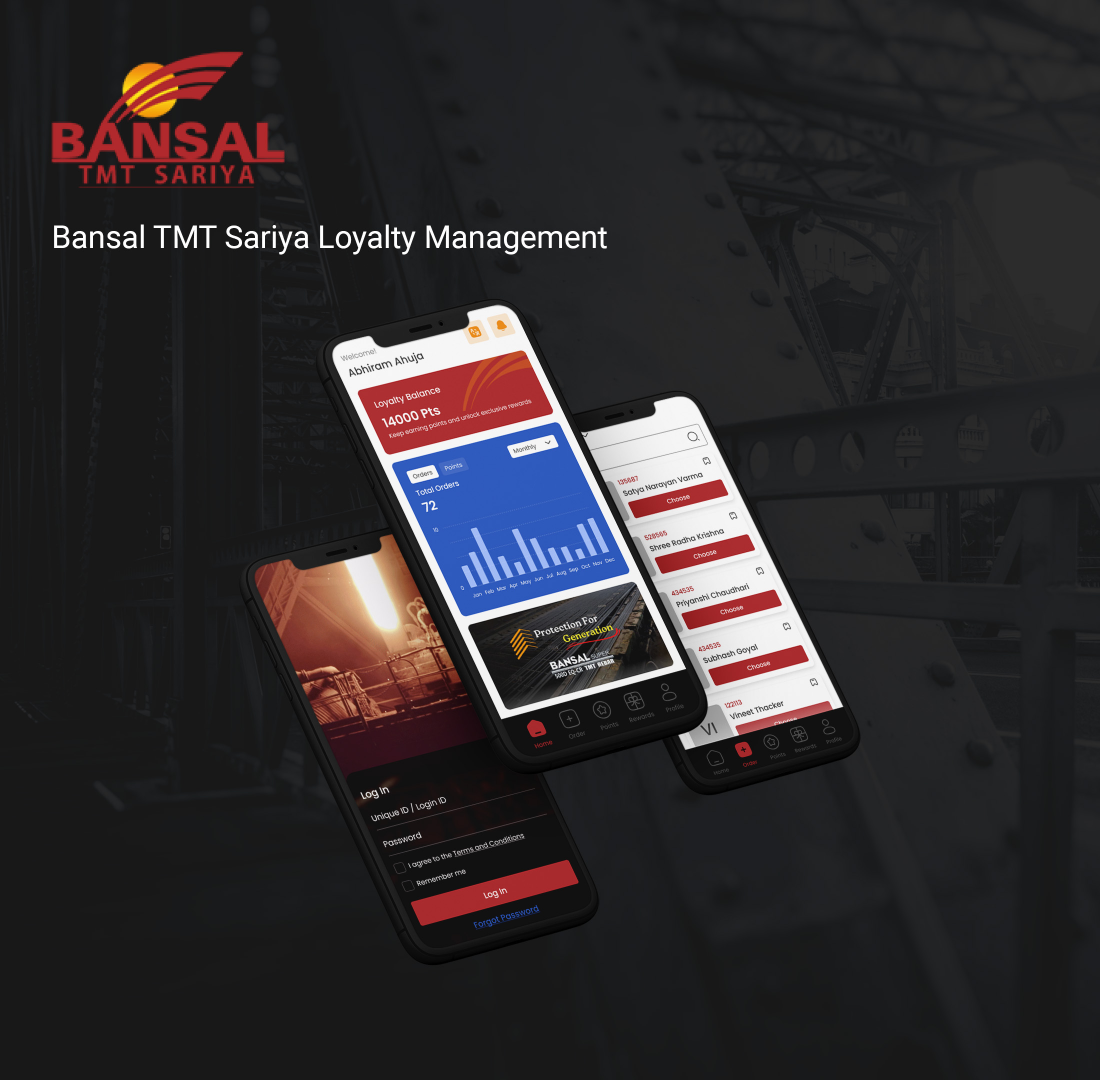 BANSAL
TMT SARIYA
Bansal TMT Sariya Loyalty Management
Welcome!
Abhiram Ahuja
Loyalty Balance
14000 Pts
Keep earning points and unlock exclusive rewards
Orders Points Monthly
Total Orders
72
10
0
Jan Feb Mar Apr May Jun Jul Aug Sep Oct Nov Dec
Protection For
Generation
BANSAL SUPER
500D EQ-CR TMT REBAR
Home Order Points Rewards Profile
135687
Satya Narayan Varma
Choose
528565
Shree Radha Krishna
Choose
434535
Priyanshi Chaudhari
Choose
434535
Subhash Goyal
Choose
122113
VI
Vineet Thacker
Choose
Home Order Points Rewards Profile
Log In
Unique ID / Login ID
Password
I agree to the Terms and Conditions
Remember me
Log In
Forgot Password